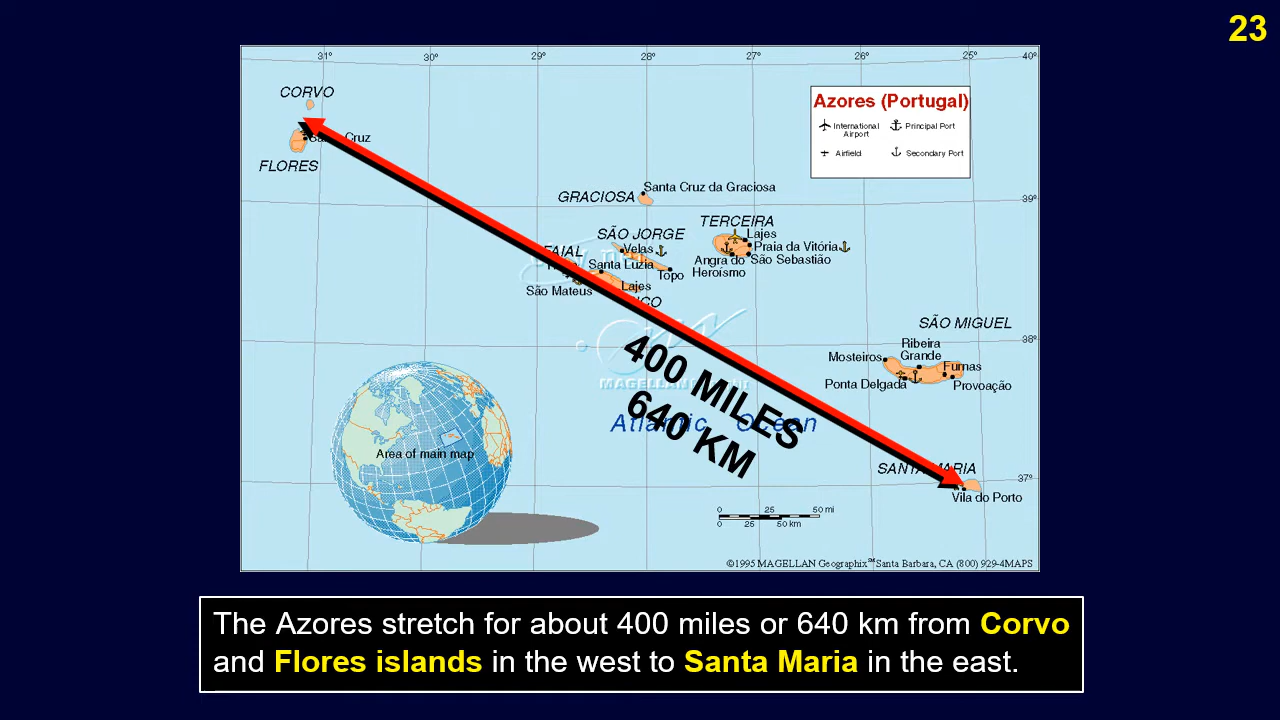 23
31° 30° 29° 28° 27° 26° 25° 40°
CORVO
Cruz
FLORES
Azores (Portugal)
International Airport
Principal Port
Airfield
Secondary Port
39°
GRACIOSA
Santa Cruz da Graciosa
TERCEIRA
Lajes
Praia da Vitória
Angra do Heroísmo
São Sebastião
SÃO JORGE
Velas
Topo
FAIAL
Santa Luzia
São Mateus
Lajes
38°
SÃO MIGUEL
Ribeira Grande
Mosteiros
Furnas
Ponta Delgada
Provoação
400 MILES
640 KM
Atlantic Ocean
Area of main map
SANTA MARIA
37°
Vila do Porto
0 25 50 mi
0 25 50 km
©1995 MAGELLAN Geographix℠Santa Barbara, CA (800) 929-4MAPS
The Azores stretch for about 400 miles or 640 km from Corvo
and Flores islands in the west to Santa Maria in the east.